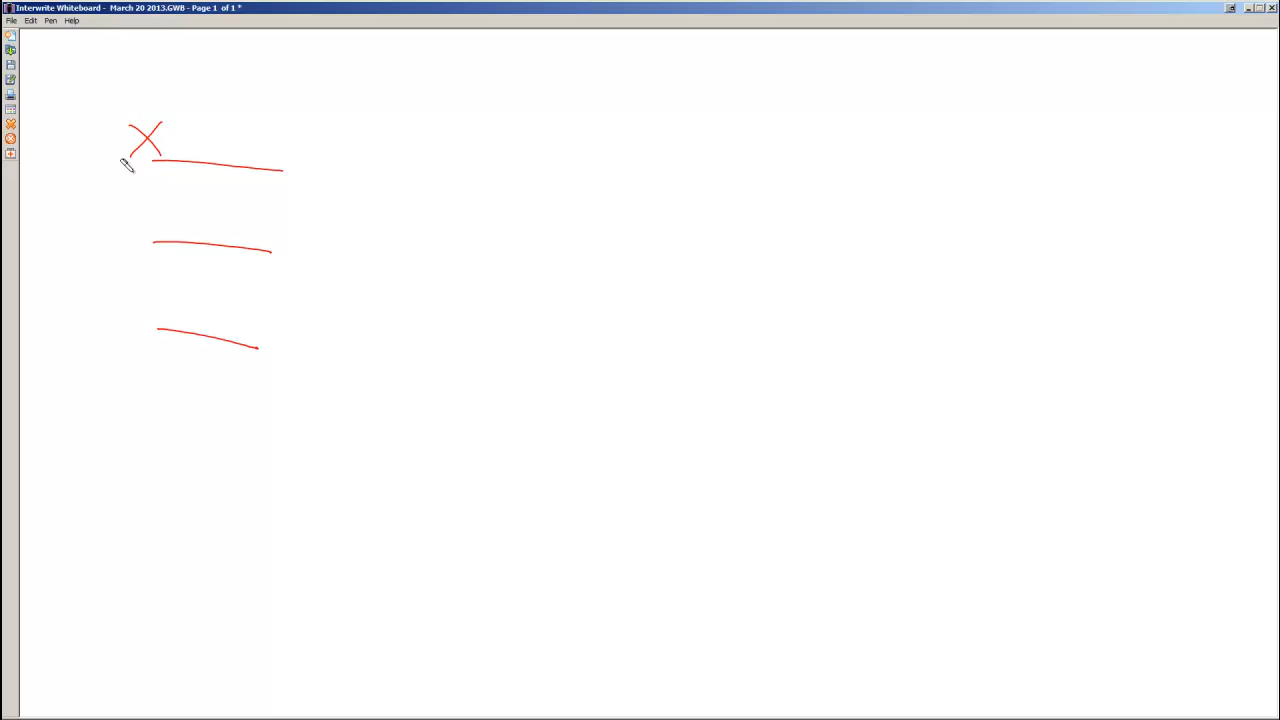 Interwrite Whiteboard - March 20 2013.GWB - Page 1 of 1 *
File Edit Pen Help
X